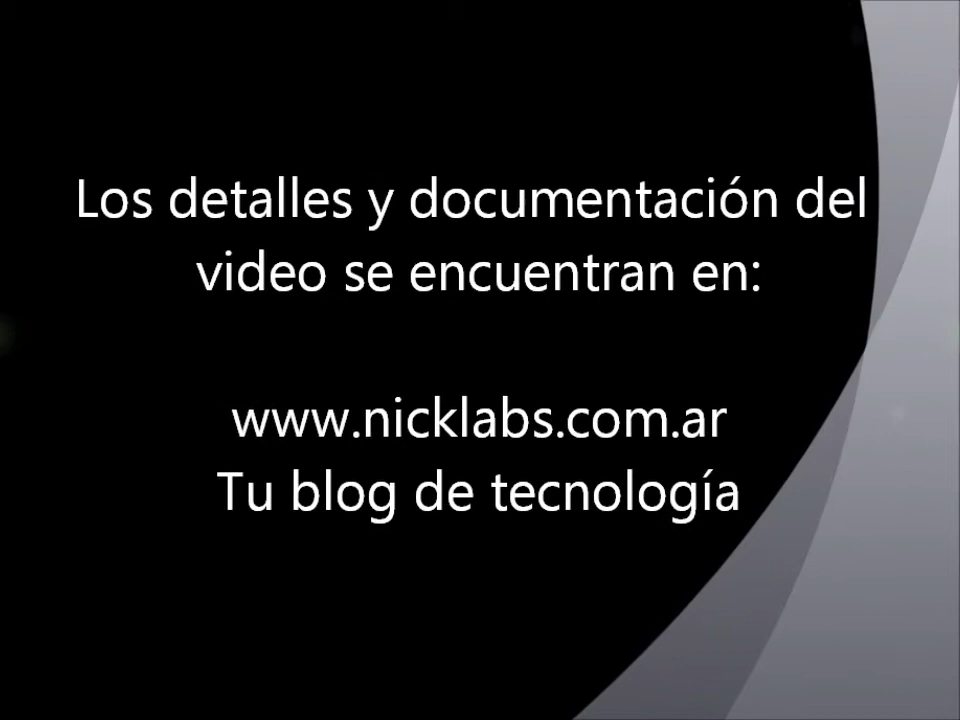 Los detalles y documentación del
video se encuentran en:
www.nicklabs.com.ar
Tu blog de tecnología